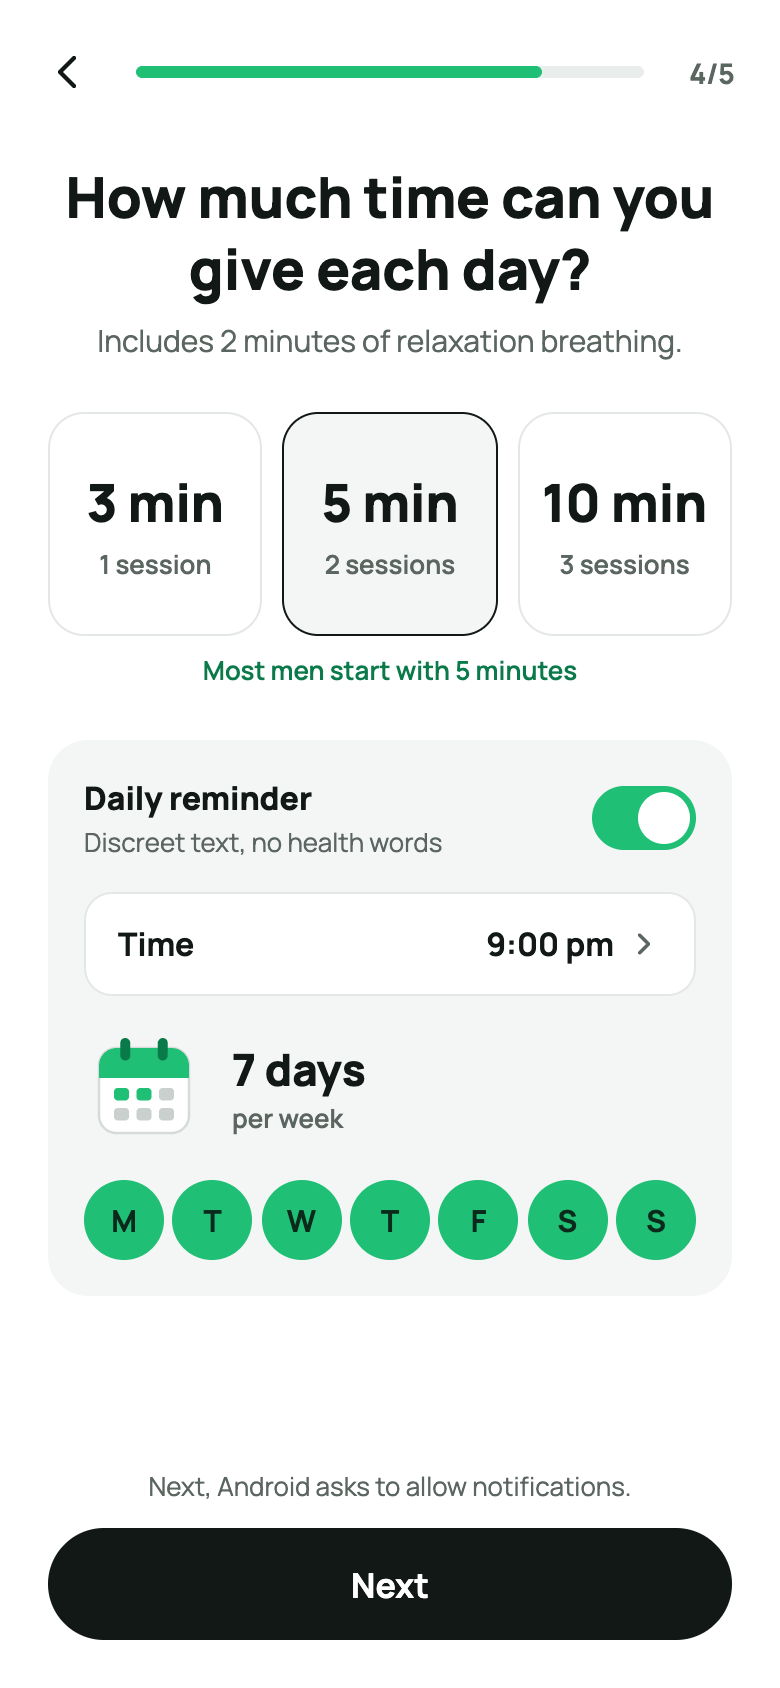 4/5
How much time can you
give each day?
Includes 2 minutes of relaxation breathing.
3 min
1 session
5 min
2 sessions
10 min
3 sessions
Most men start with 5 minutes
Daily reminder
Discreet text, no health words
Time 9:00 pm
7 days
per week
M T W T F S S
Next, Android asks to allow notifications.
Next